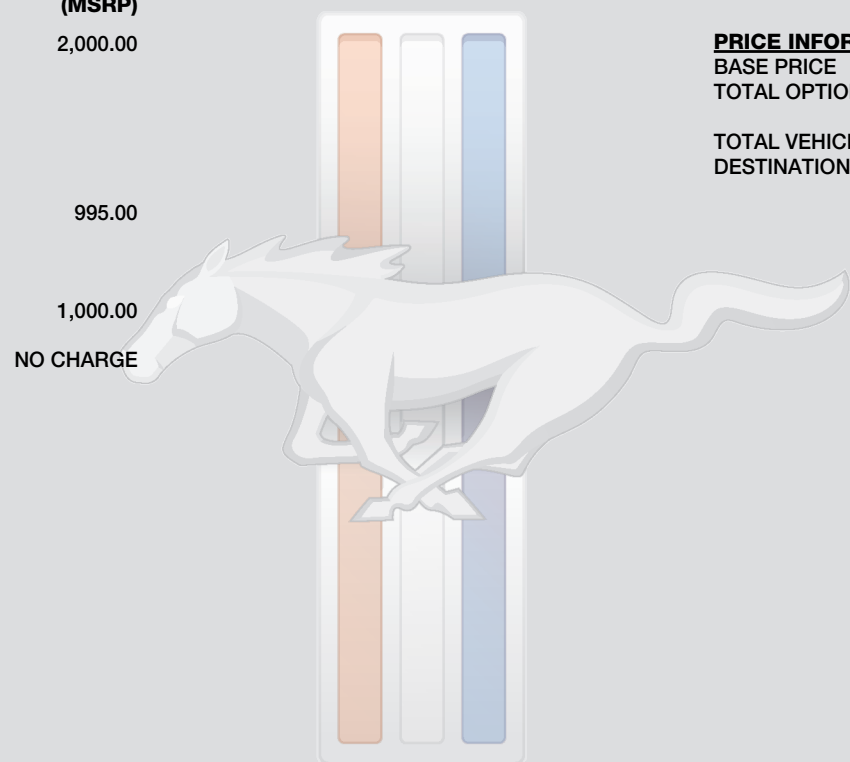 (MSRP)
2,000.00
995.00
1,000.00
NO CHARGE
PRICE INFOR
BASE PRICE
TOTAL OPTIO
TOTAL VEHIC
DESTINATION